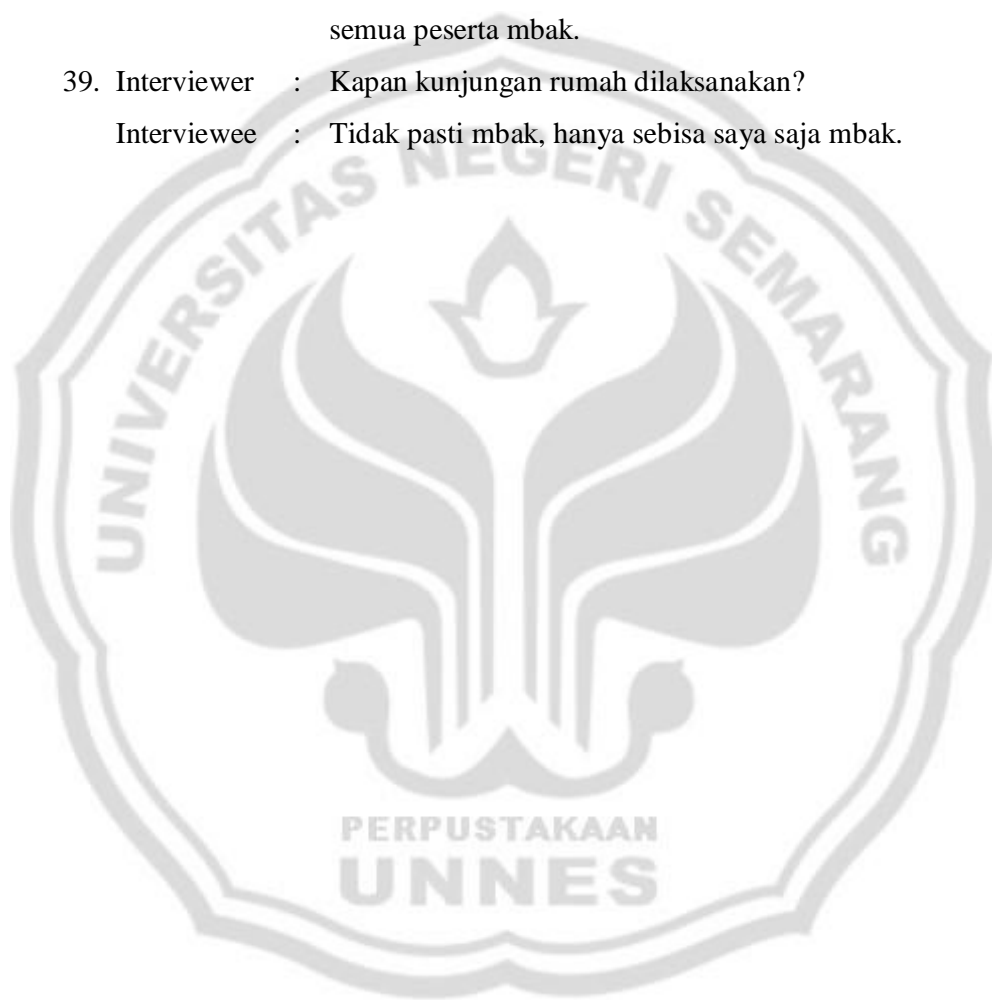 semua peserta mbak.
39. Interviewer : Kapan kunjungan rumah dilaksanakan?
Interviewee : Tidak pasti mbak, hanya sebisa saya saja mbak.
UNIVERSITAS NEGERI SEMARANG
PERPUSTAKAAN
UNNES